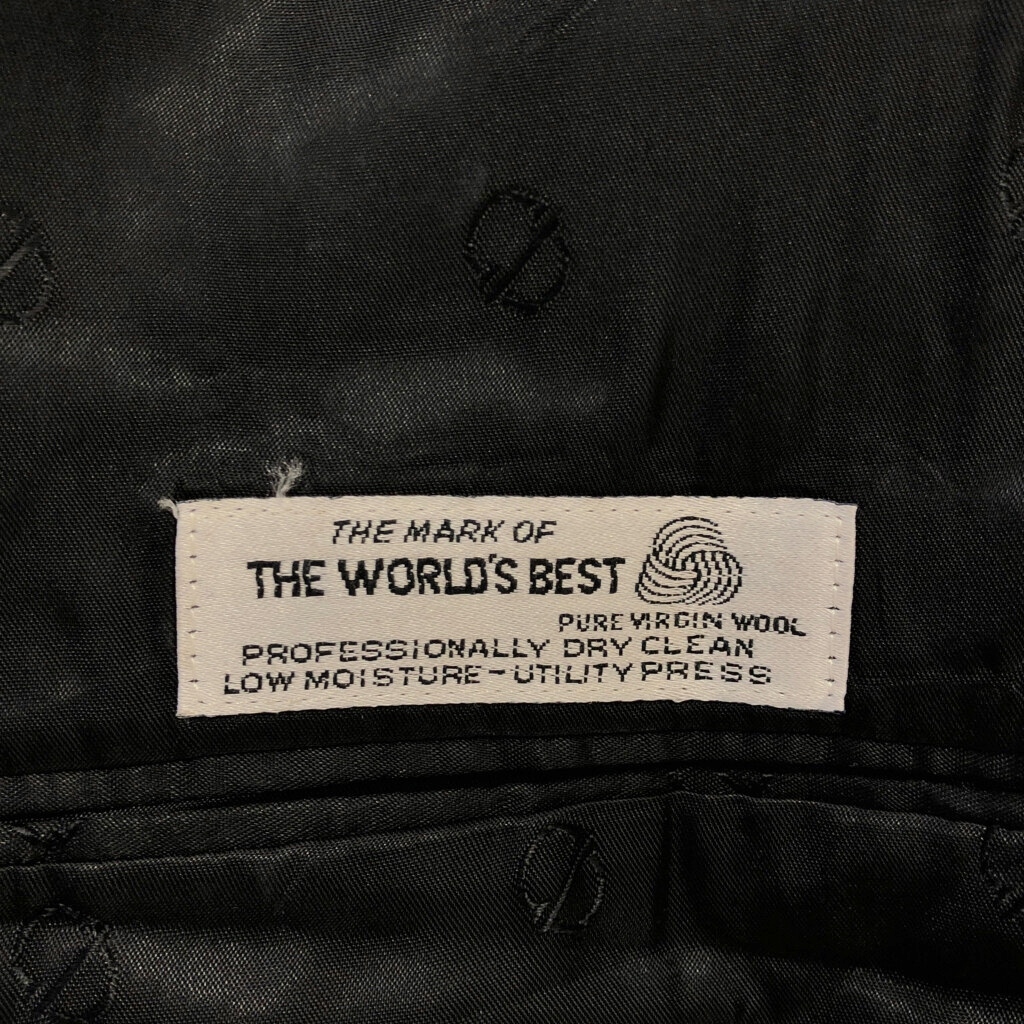 THE MARK OF
THE WORLD'S BEST
PURE VIRGIN WOOL
PROFESSIONALLY DRY CLEAN
LOW MOISTURE-UTILITY PRESS